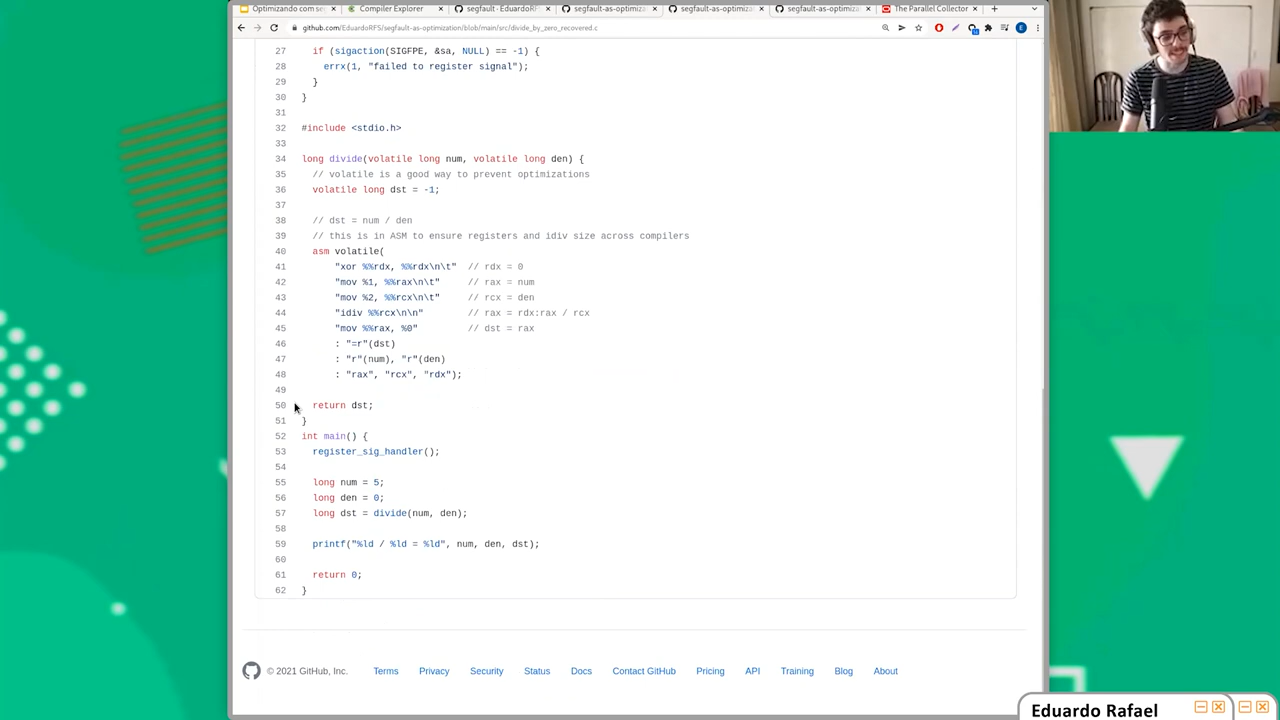 Optimizando com seg
Compiler Explorer
segfault · EduardoRF
segfault-as-optimiza
segfault-as-optimiza
segfault-as-optimiza
The Parallel Collector
github.com/EduardoRFS/segfault-as-optimization/blob/main/src/divide_by_zero_recovered.c
27 if (sigaction(SIGFPE, &sa, NULL) == -1) {
28 errx(1, "failed to register signal");
29 }
30 }
31
32 #include <stdio.h>
33
34 long divide(volatile long num, volatile long den) {
35 // volatile is a good way to prevent optimizations
36 volatile long dst = -1;
37
38 // dst = num / den
39 // this is in ASM to ensure registers and idiv size across compilers
40 asm volatile(
41 "xor %%rdx, %%rdx\n\t" // rdx = 0
42 "mov %1, %%rax\n\t" // rax = num
43 "mov %2, %%rcx\n\t" // rcx = den
44 "idiv %%rcx\n\n" // rax = rdx:rax / rcx
45 "mov %%rax, %0" // dst = rax
46 : "=r"(dst)
47 : "r"(num), "r"(den)
48 : "rax", "rcx", "rdx");
49
50 return dst;
51 }
52 int main() {
53 register_sig_handler();
54
55 long num = 5;
56 long den = 0;
57 long dst = divide(num, den);
58
59 printf("%ld / %ld = %ld", num, den, dst);
60
61 return 0;
62 }
© 2021 GitHub, Inc. Terms Privacy Security Status Docs Contact GitHub Pricing API Training Blog About
Eduardo Rafael